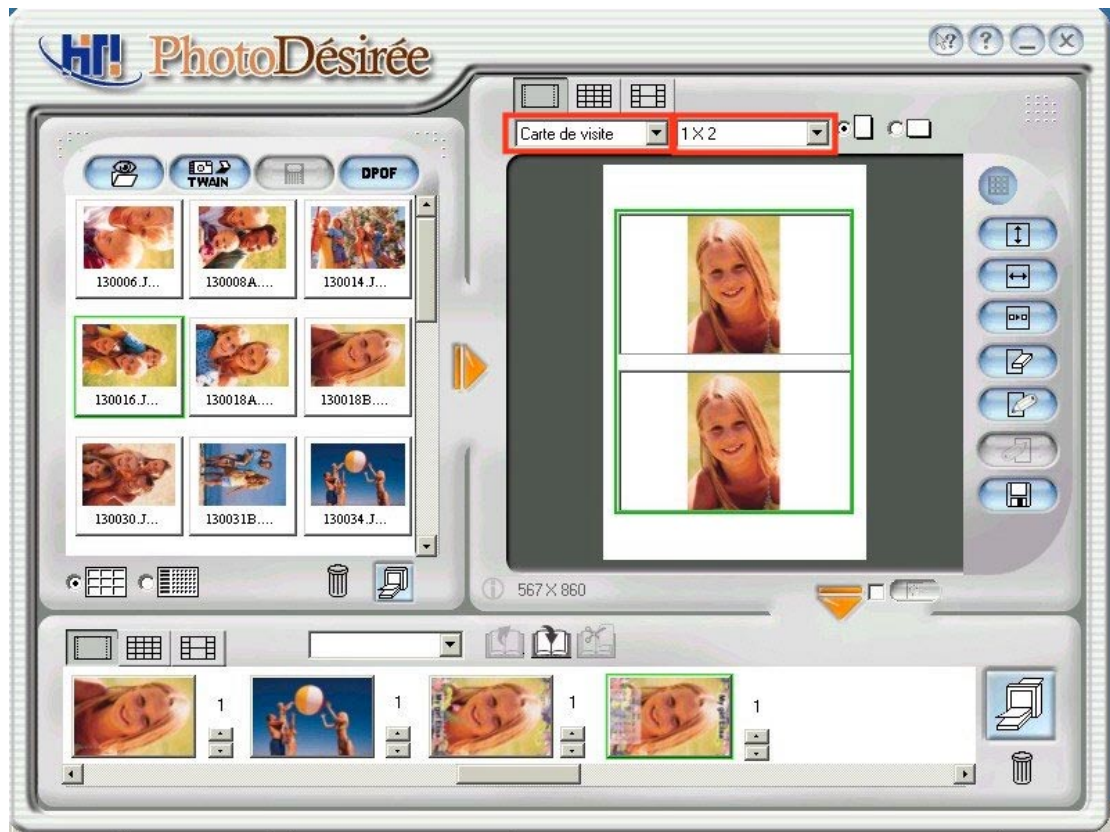 HiTi PhotoDésirée
?
?
Carte de visite
1 X 2
TWAIN
DPOF
130006.J...
130008A....
130014.J...
130016.J...
130018A....
130018B....
130030.J...
130031B....
130034.J...
567 X 860
1
1
1
1